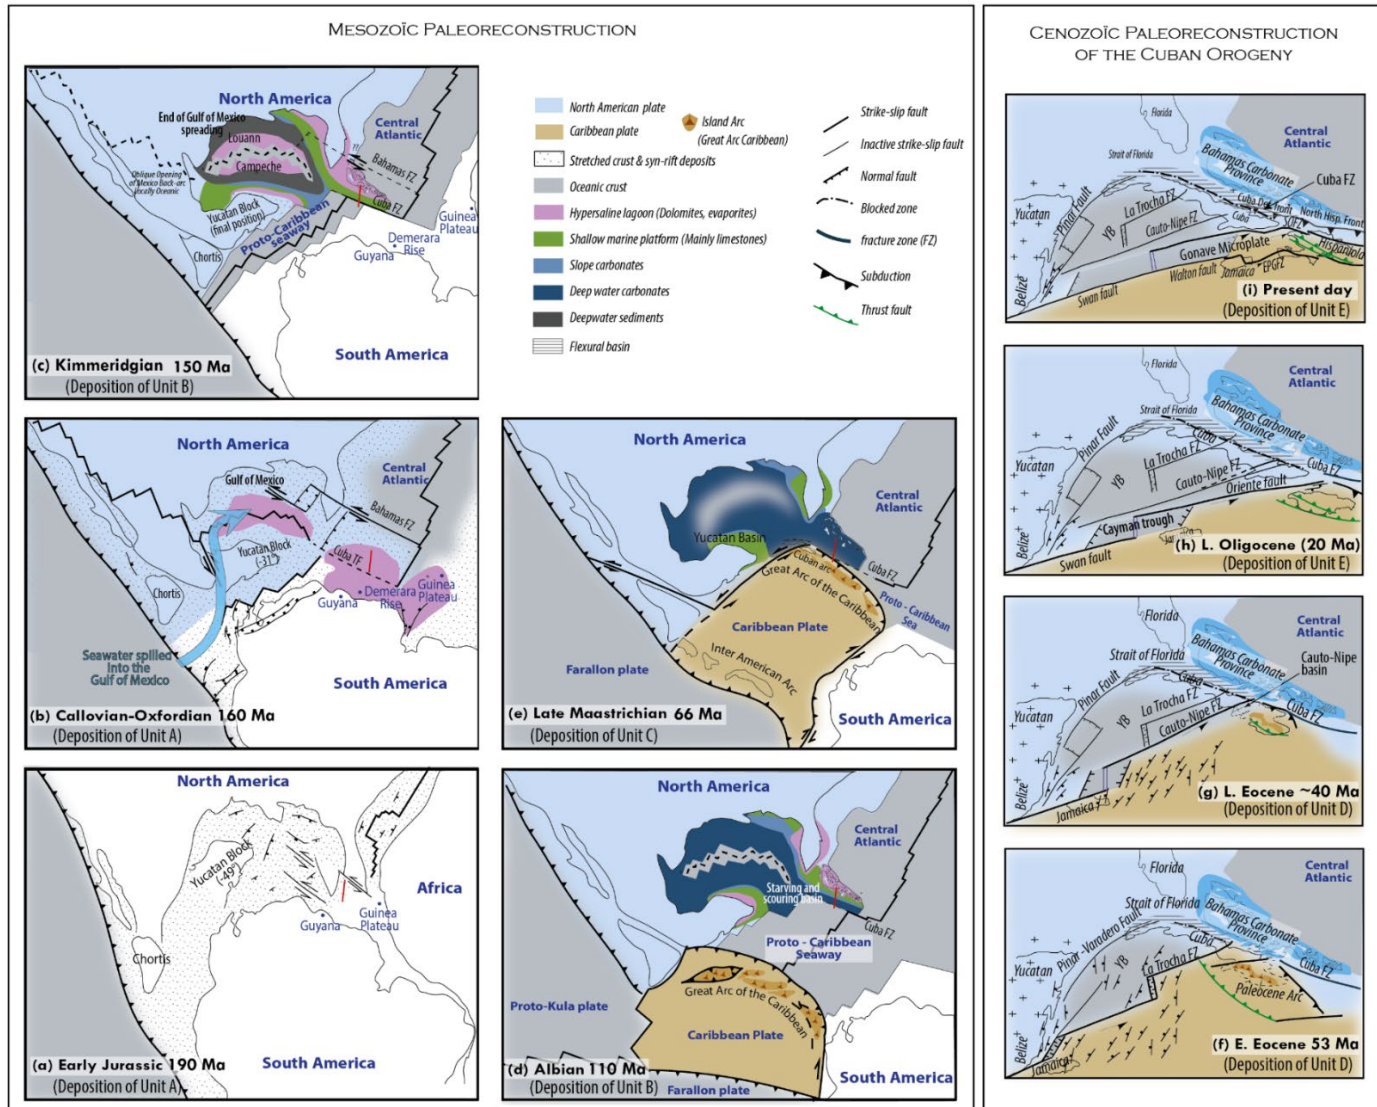 MESOZOÏC PALEORECONSTRUCTION
North America
End of Gulf of Mexico
spreading
Louann
Campeche
Central
Atlantic
Bahamas FZ
Oblique Opening
of Mexico Back-arc
Locally Oceanic
Yucatan Block
(final position)
Proto-Caribbean
seaway
Cuba FZ
Guinea
Plateau
Demerara
Rise
Guyana
Chortis
South America
(c) Kimmeridgian 150 Ma
(Deposition of Unit B)
North American plate
Caribbean plate
Stretched crust & syn-rift deposits
Oceanic crust
Hypersaline lagoon (Dolomites, evaporites)
Shallow marine platform (Mainly limestones)
Slope carbonates
Deep water carbonates
Deepwater sediments
Flexural basin
Island Arc
(Great Arc Caribbean)
Strike-slip fault
Inactive strike-slip fault
Normal fault
Blocked zone
fracture zone (FZ)
Subduction
Thrust fault
North America
Gulf of Mexico
Central
Atlantic
Bahamas FZ
Yucatan Block
(-31°)
Cuba TF
Chortis
Guyana
Demerara
Rise
Guinea
Plateau
Seawater spilled
into the
Gulf of Mexico
South America
(b) Callovian-Oxfordian 160 Ma
(Deposition of Unit A)
North America
Central
Atlantic
Yucatan Basin
Cuban arc
Cuba FZ
Great Arc of the Caribbean
Proto - Caribbean
Sea
Caribbean Plate
Inter American Arc
Farallon plate
South America
(e) Late Maastrichian 66 Ma
(Deposition of Unit C)
North America
Yucatan Block
(-49°)
Africa
Guinea
Plateau
Guyana
Chortis
South America
(a) Early Jurassic 190 Ma
(Deposition of Unit A)
North America
Central
Atlantic
Starving and
scouring basin
Cuba FZ
Proto - Caribbean
Seaway
Proto-Kula plate
Great Arc of the Caribbean
Caribbean Plate
South America
Farallon plate
(d) Albian 110 Ma
(Deposition of Unit B)
CENOZOÏC PALEORECONSTRUCTION
OF THE CUBAN OROGENY
Florida
Central
Atlantic
Strait of Florida
Bahamas Carbonate
Province
Cuba FZ
Yucatan
Pinar Fault
La Trocha FZ
YB
Cauto-Nipe FZ
Cuba Def. front
Cuba
North Hisp. Front
SOFZ
Hispaniola
Gonave Microplate
Walton fault
Jamaica
EPGFZ
Belize
Swan fault
(i) Present day
(Deposition of Unit E)
Florida
Central
Atlantic
Strait of Florida
Bahamas Carbonate
Province
Cuba
Cuba FZ
Yucatan
Pinar Fault
La Trocha FZ
YB
Cauto-Nipe FZ
Oriente fault
Cayman trough
Belize
Swan fault
(h) L. Oligocene (20 Ma)
(Deposition of Unit E)
Florida
Central
Atlantic
Strait of Florida
Bahamas Carbonate
Province
Cauto-Nipe
basin
Cuba
Cuba FZ
Yucatan
Pinar Fault
La Trocha FZ
YB
Cauto-Nipe FZ
Belize
Jamaica
(g) L. Eocene ~40 Ma
(Deposition of Unit D)
Florida
Central
Atlantic
Strait of Florida
Bahamas Carbonate
Province
Cuba
Cuba FZ
Yucatan
Pinar -Varadero Fault
YB
La Trocha FZ
Paleocene Arc
Belize
Jamaica
(f) E. Eocene 53 Ma
(Deposition of Unit D)